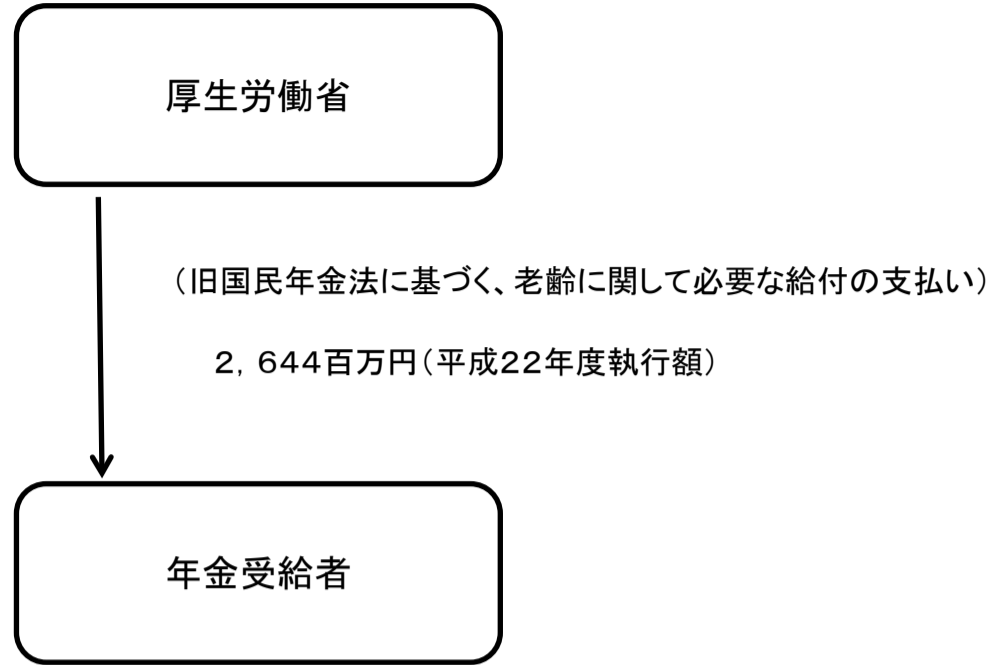 厚生労働省
（旧国民年金法に基づく、老齢に関して必要な給付の支払い）
２，６４４百万円（平成２２年度執行額）
年金受給者